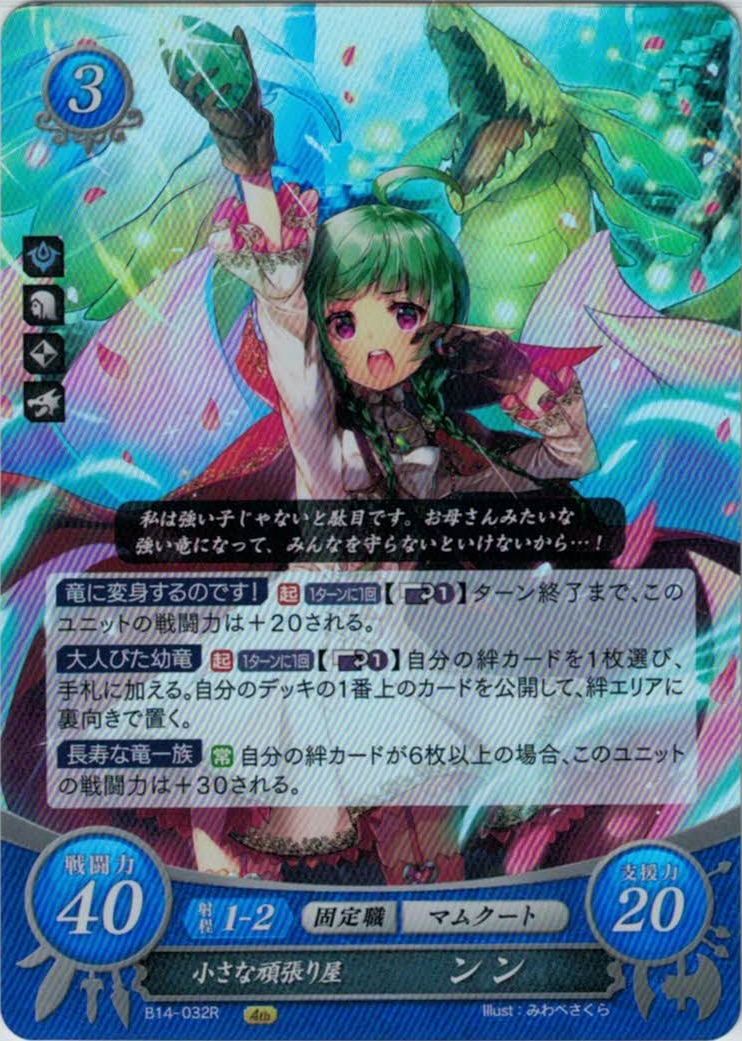 3
私は強い子じゃないと駄目です。お母さんみたいな
強い竜になって、みんなを守らないといけないから…!
竜に変身するのです! 起 1ターンに1回【1】ターン終了まで、この
ユニットの戦闘力は+20される。
大人びた幼竜 起 1ターンに1回【1】自分の絆カードを1枚選び、
手札に加える。自分のデッキの1番上のカードを公開して、絆エリアに
裏向きで置く。
長寿な竜一族 常 自分の絆カードが6枚以上の場合、このユニット
の戦闘力は+30される。
戦闘力
40
射程 1-2 固定職 マムクート
支援力
20
小さな頑張り屋 ンン
B14-032R 4th Illust:みわべさくら